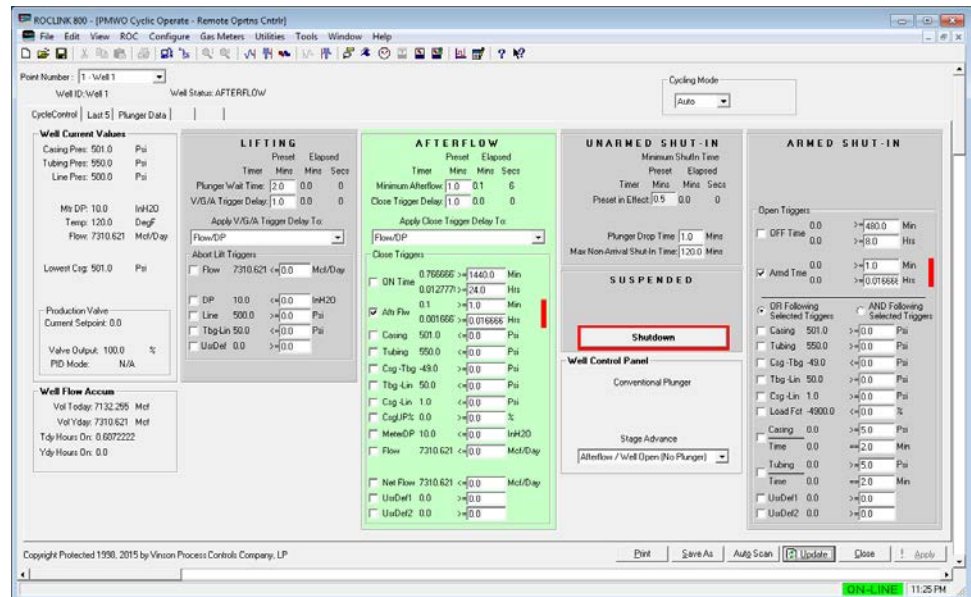 ROCLINK 800 - [PMWO Cyclic Operate - Remote Oprtns Cntrlr]
File Edit View ROC Configure Gas Meters Utilities Tools Window Help
Point Number: 1 - Well 1
Well ID: Well 1 Well Status: AFTERFLOW
Cycling Mode
Auto
CycleControl Last 5 Plunger Data
Well Current Values
Casing Pres: 501.0 Psi
Tubing Pres: 550.0 Psi
Line Pres: 500.0 Psi
Mtr DP: 10.0 InH2O
Temp: 120.0 DegF
Flow: 7310.621 Mcf/Day
Lowest Csg: 501.0 Psi
Production Valve
Current Setpoint: 0.0
Valve Output: 100.0 %
PID Mode: N/A
Well Flow Accum
Vol Today: 7132.255 Mcf
Vol Yday: 7310.621 Mcf
Tdy Hours On: 0.6072222
Ydy Hours On: 0.0
LIFTING
Preset Elapsed
Timer Mins Mins Secs
Plunger Wait Time: 2.0 0.0 0
V/G/A Trigger Delay: 1.0 0.0 0
Apply V/G/A Trigger Delay To:
Flow/DP
Abort Lift Triggers
Flow 7310.621 <= 0.0 Mcf/Day
DP 10.0 <= 0.0 InH2O
Line 500.0 >= 0.0 Psi
Tbg-Lin 50.0 <= 0.0 Psi
UsrDef 0.0 >= 0.0
AFTERFLOW
Preset Elapsed
Timer Mins Mins Secs
Minimum Afterflow: 1.0 0.1 6
Close Trigger Delay: 1.0 0.0 0
Apply Close Trigger Delay To:
Flow/DP
Close Triggers
ON Time 0.766666 >= 1440.0 Min
0.012777 >= 24.0 Hrs
Aftr Flw 0.1 >= 1.0 Min
0.001666 >= 0.016666 Hrs
Casing 501.0 <= 0.0 Psi
Tubing 550.0 <= 0.0 Psi
Csg -Tbg -49.0 >= 0.0 Psi
Tbg -Lin 50.0 <= 0.0 Psi
Csg -Lin 1.0 <= 0.0 Psi
CsgUP% 0.0 >= 0.0 %
MeterDP 10.0 <= 0.0 InH2O
Flow 7310.621 <= 0.0 Mcf/Day
Net Flow 7310.621 <= 0.0 Mcf/Day
UsrDef1 0.0 >= 0.0
UsrDef2 0.0 >= 0.0
UNARMED SHUT-IN
Minimum ShutIn Time
Preset Elapsed
Timer Mins Mins Secs
Preset in Effect: 0.5 0.0 0
Plunger Drop Time 1.0 Mins
Max Non-Arrival Shut-In Time: 120.0 Mins
SUSPENDED
Shutdown
Well Control Panel
Conventional Plunger
Stage Advance
Afterflow / Well Open (No Plunger)
ARMED SHUT-IN
Open Triggers
OFF Time 0.0 >= 480.0 Min
0.0 >= 8.0 Hrs
Armd Tme 0.0 >= 1.0 Min
0.0 >= 0.016666 Hrs
OR Following Selected Triggers
AND Following Selected Triggers
Casing 501.0 >= 0.0 Psi
Tubing 550.0 >= 0.0 Psi
Csg -Tbg -49.0 <= 0.0 Psi
Tbg -Lin 50.0 >= 0.0 Psi
Csg -Lin 1.0 >= 0.0 Psi
Load Fct -4900.0 <= 0.0 %
Casing 0.0 >= 5.0 Psi
Time 0.0 == 2.0 Min
Tubing 0.0 >= 5.0 Psi
Time 0.0 == 2.0 Min
UsrDef1 0.0 >= 0.0
UsrDef2 0.0 >= 0.0
Copyright Protected 1998, 2015 by Vinson Process Controls Company, LP
Print Save As Auto Scan Update Close ! Apply
ON-LINE 11:25 PM